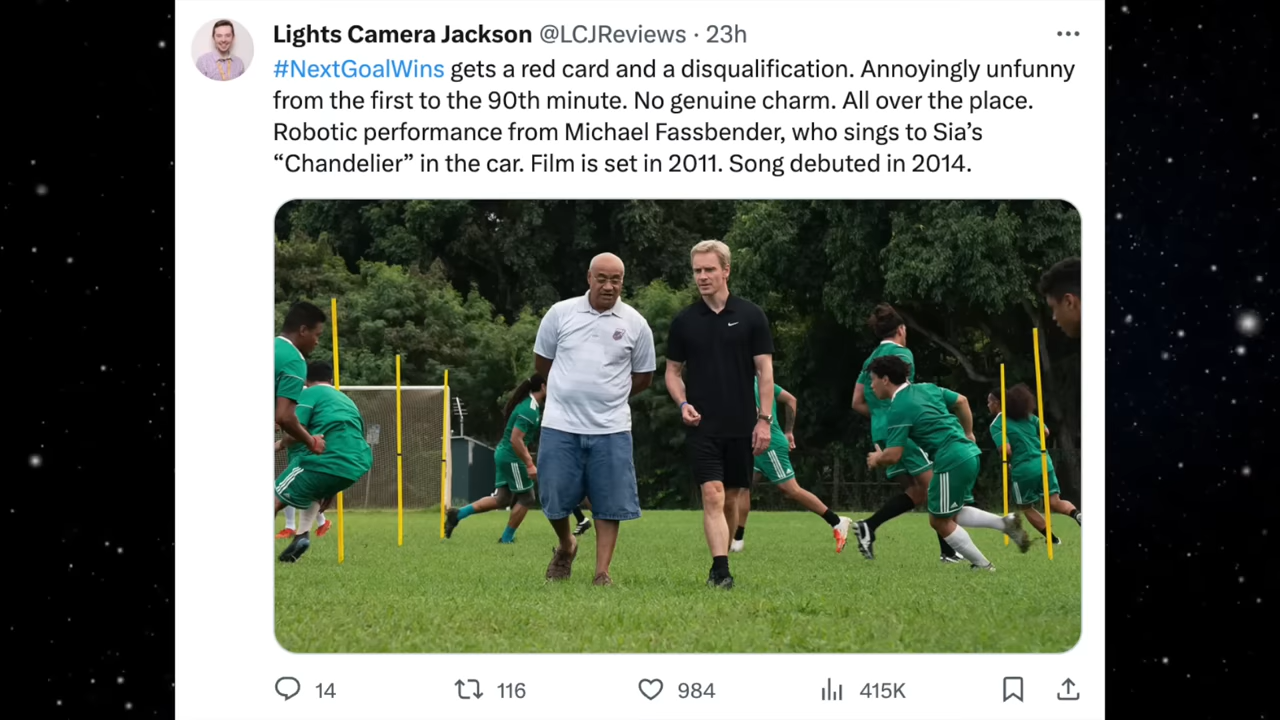 Lights Camera Jackson @LCJReviews · 23h
#NextGoalWins gets a red card and a disqualification. Annoyingly unfunny
from the first to the 90th minute. No genuine charm. All over the place.
Robotic performance from Michael Fassbender, who sings to Sia’s
“Chandelier” in the car. Film is set in 2011. Song debuted in 2014.
14 116 984 415K